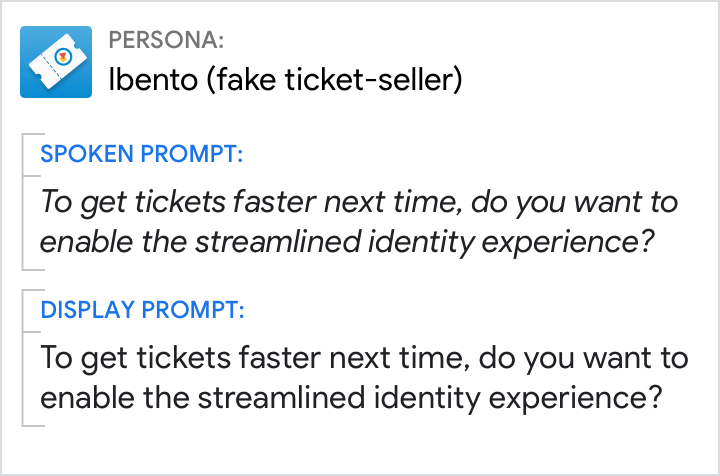 PERSONA:
Ibento (fake ticket-seller)
SPOKEN PROMPT:
To get tickets faster next time, do you want to
enable the streamlined identity experience?
DISPLAY PROMPT:
To get tickets faster next time, do you want to
enable the streamlined identity experience?